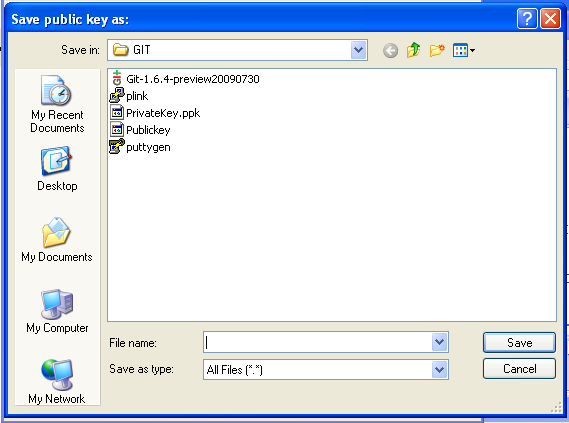 Save public key as:
Save in:
GIT
My Recent
Documents
Desktop
My Documents
My Computer
My Network
Git-1.6.4-preview20090730
plink
PrivateKey.ppk
Publickey
puttygen
File name:
Save
Save as type:
All Files (*.*)
Cancel